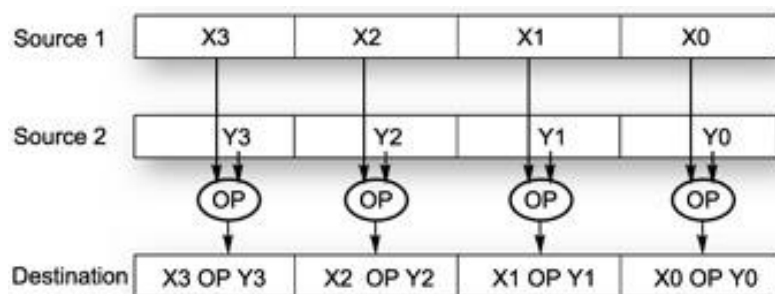 Source 1 X3 X2 X1 X0
Source 2 Y3 Y2 Y1 Y0
OP OP OP OP
Destination X3 OP Y3 X2 OP Y2 X1 OP Y1 X0 OP Y0